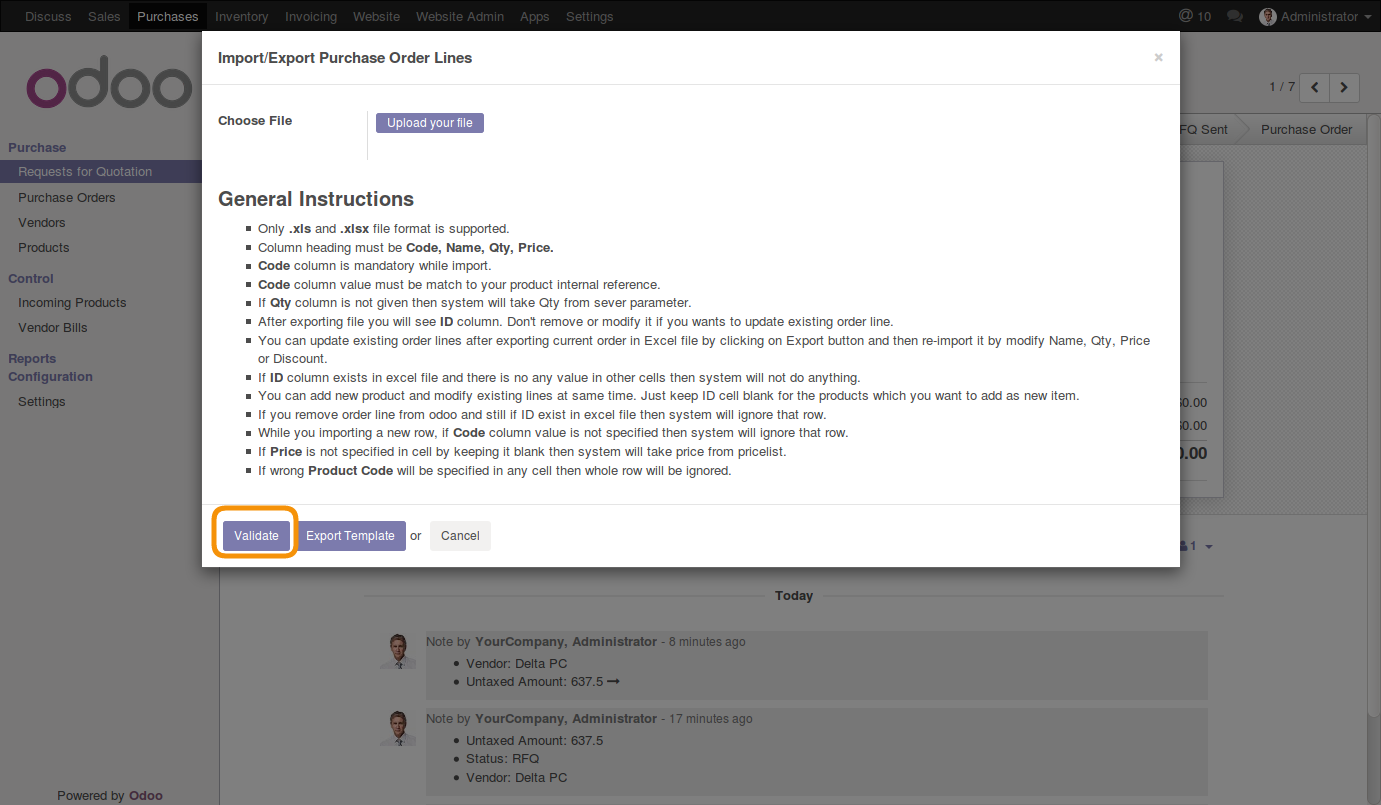 Discuss Sales Purchases Inventory Invoicing Website Website Admin Apps Settings @ 10 Administrator
odoo
Import/Export Purchase Order Lines ×
1 / 7
Choose File Upload your file
FQ Sent Purchase Order
Purchase
Requests for Quotation
Purchase Orders
Vendors
Products
Control
Incoming Products
Vendor Bills
Reports
Configuration
Settings
General Instructions
Only .xls and .xlsx file format is supported.
Column heading must be Code, Name, Qty, Price.
Code column is mandatory while import.
Code column value must be match to your product internal reference.
If Qty column is not given then system will take Qty from sever parameter.
After exporting file you will see ID column. Don't remove or modify it if you wants to update existing order line.
You can update existing order lines after exporting current order in Excel file by clicking on Export button and then re-import it by modify Name, Qty, Price
or Discount.
If ID column exists in excel file and there is no any value in other cells then system will not do anything.
You can add new product and modify existing lines at same time. Just keep ID cell blank for the products which you want to add as new item.
If you remove order line from odoo and still if ID exist in excel file then system will ignore that row.
While you importing a new row, if Code column value is not specified then system will ignore that row.
If Price is not specified in cell by keeping it blank then system will take price from pricelist.
If wrong Product Code will be specified in any cell then whole row will be ignored.
0.00
0.00
0.00
Validate Export Template or Cancel
1
Today
Note by YourCompany, Administrator - 8 minutes ago
Vendor: Delta PC
Untaxed Amount: 637.5
Note by YourCompany, Administrator - 17 minutes ago
Untaxed Amount: 637.5
Status: RFQ
Vendor: Delta PC
Powered by Odoo